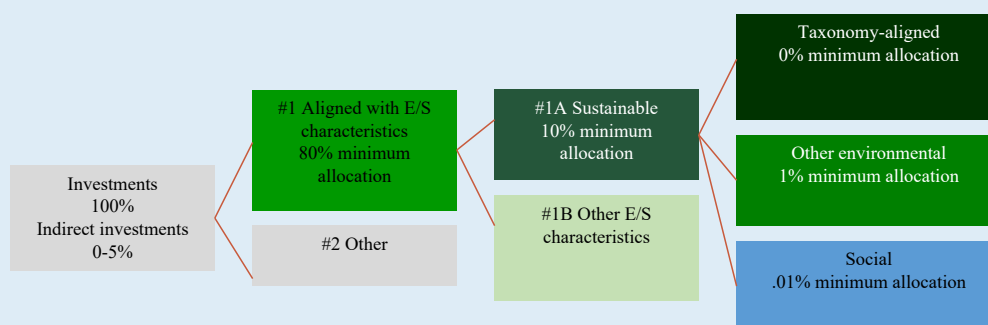 Investments
100%
Indirect investments
0-5%
#1 Aligned with E/S
characteristics
80% minimum
allocation
#2 Other
#1A Sustainable
10% minimum
allocation
#1B Other E/S
characteristics
Taxonomy-aligned
0% minimum allocation
Other environmental
1% minimum allocation
Social
.01% minimum allocation